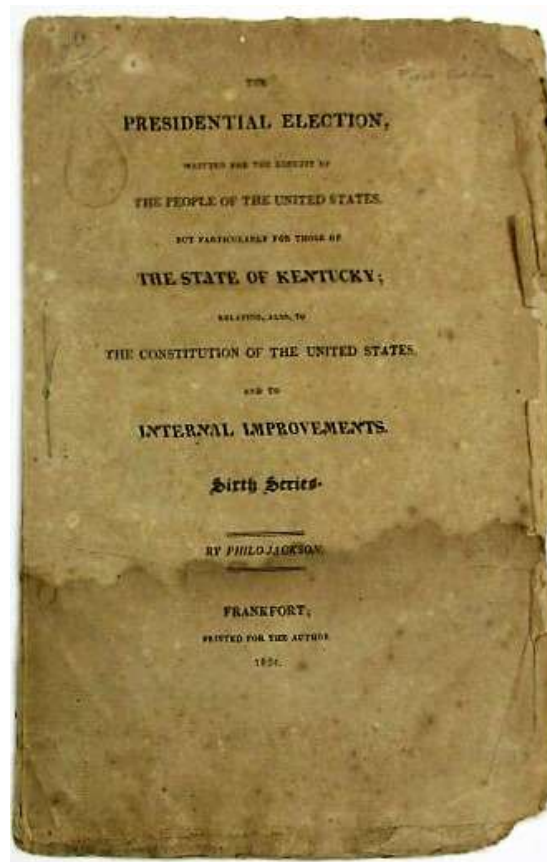 THE
PRESIDENTIAL ELECTION,
WRITTEN FOR THE BENEFIT OF
THE PEOPLE OF THE UNITED STATES,
BUT PARTICULARLY FOR THOSE OF
THE STATE OF KENTUCKY;
RELATING, ALSO, TO
THE CONSTITUTION OF THE UNITED STATES,
AND TO
INTERNAL IMPROVEMENTS.
Sixth Series.
BY PHILO-JACKSON.
FRANKFORT;
PRINTED FOR THE AUTHOR